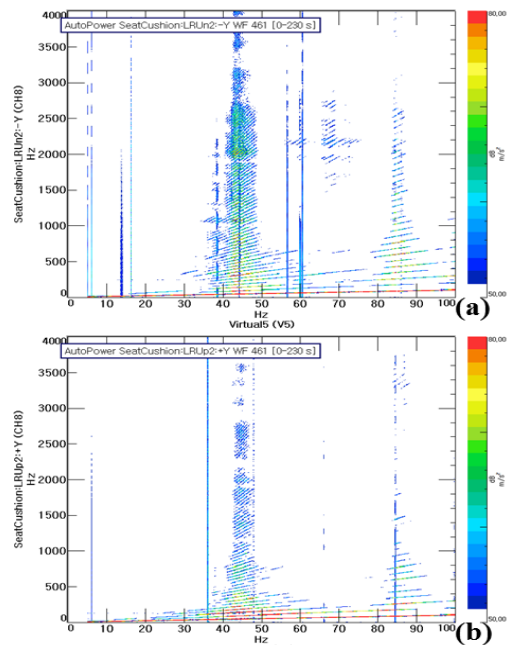 AutoPower SeatCushion:LRUn2:-Y WF 461 [0-230 s]
4000
3500
3000
2500
2000
1500
1000
500
0
SeatCushion:LRUn2:-Y (CH8)
Hz
0 10 20 30 40 50 60 70 80 90 100
Hz
Virtual5 (V5)
80,00
dB
m/s²
50,00
(a)
AutoPower SeatCushion:LRUp2:+Y WF 461 [0-230 s]
4000
3500
3000
2500
2000
1500
1000
500
0
SeatCushion:LRUp2:+Y (CH8)
Hz
0 10 20 30 40 50 60 70 80 90 100
Hz
80,00
dB
m/s²
50,00
(b)